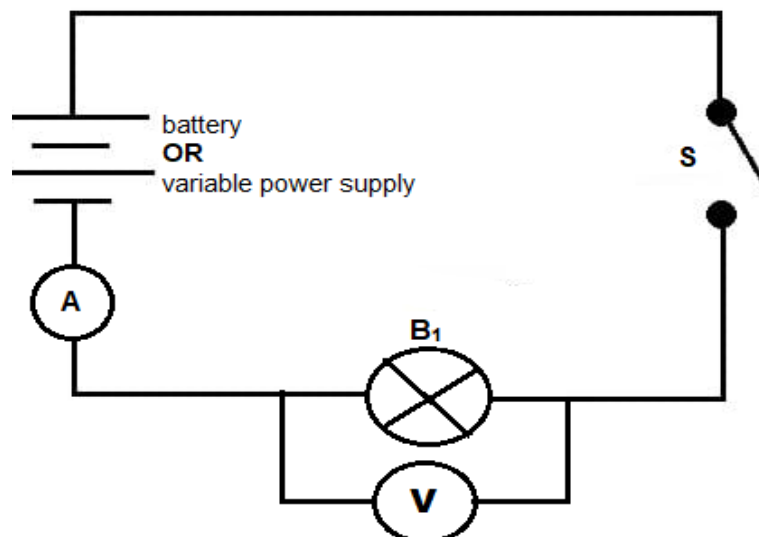 battery
OR
variable power supply
S
A
B₁
V